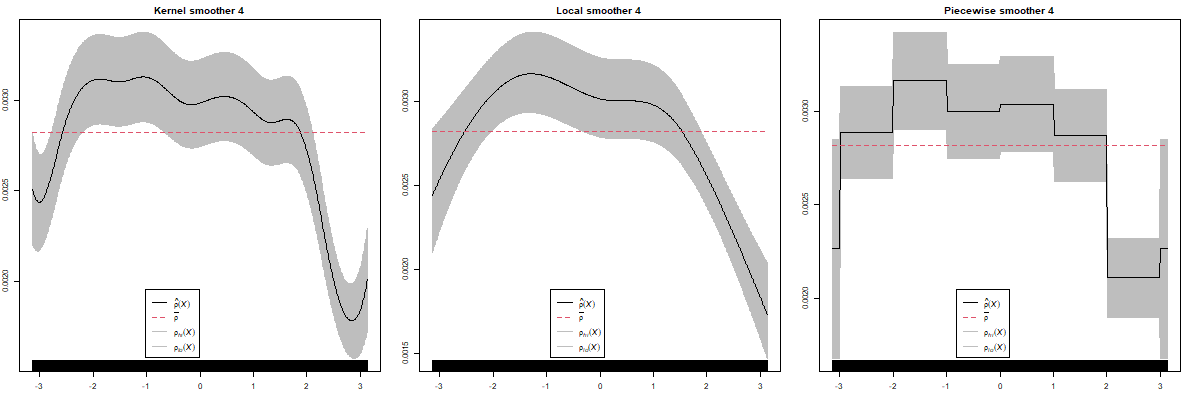 Kernel smoother 4
0.0030
0.0025
0.0020
-3 -2 -1 0 1 2 3
ρ̂(X)
ρ̄
ρhi(X)
ρlo(X)
Local smoother 4
0.0030
0.0025
0.0020
0.0015
-3 -2 -1 0 1 2 3
ρ̂(X)
ρ̄
ρhi(X)
ρlo(X)
Piecewise smoother 4
0.0030
0.0025
0.0020
-3 -2 -1 0 1 2 3
ρ̂(X)
ρ̄
ρhi(X)
ρlo(X)